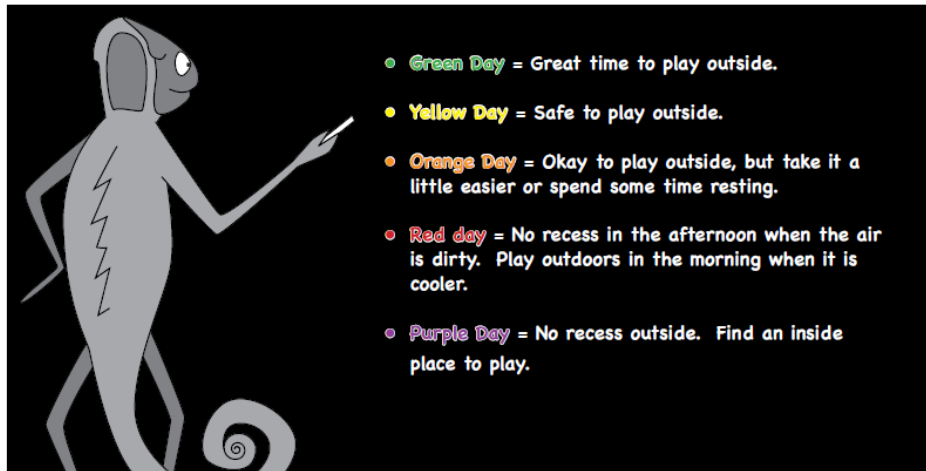 • Green Day = Great time to play outside.
• Yellow Day = Safe to play outside.
• Orange Day = Okay to play outside, but take it a
little easier or spend some time resting.
• Red day = No recess in the afternoon when the air
is dirty.  Play outdoors in the morning when it is
cooler.
• Purple Day = No recess outside.  Find an inside
place to play.